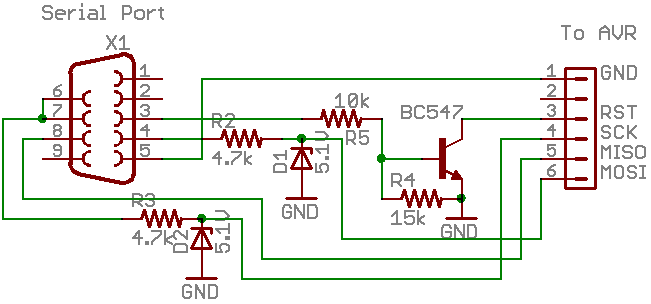 Serial Port
X1
To AVR
1
2
3
4
5
6
7
8
9
R2
4.7k
D1
5.1V
GND
10k
R5
BC547
R4
15k
GND
R3
4.7k
D2
5.1V
GND
1 GND
2
3 RST
4 SCK
5 MISO
6 MOSI